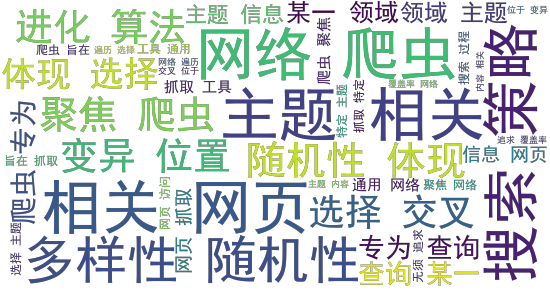 进化 算法
主题 信息
某一 领域
领域 主题
位于 变异
爬虫 旨在
遍历 选择
工具 通用
网络 爬虫
爬虫 聚焦
搜索 过程
内容 相关
策略
体现 选择
网络 遍历
交叉 位于
抓取 工具
覆盖率 网络
主题 相关
特定 主题
抓取 特定
聚焦 爬虫
专为
爬虫
变异 位置
随机性 体现
信息 网页
追求 覆盖率
旨在 抓取
相关 网页
网页 访问
抓取
主题 内容
通用 网络
聚焦 网络
选择 交叉
搜索
选择 主题
多样性 随机性
网页
专为 查询
查询 某一
无须 追求